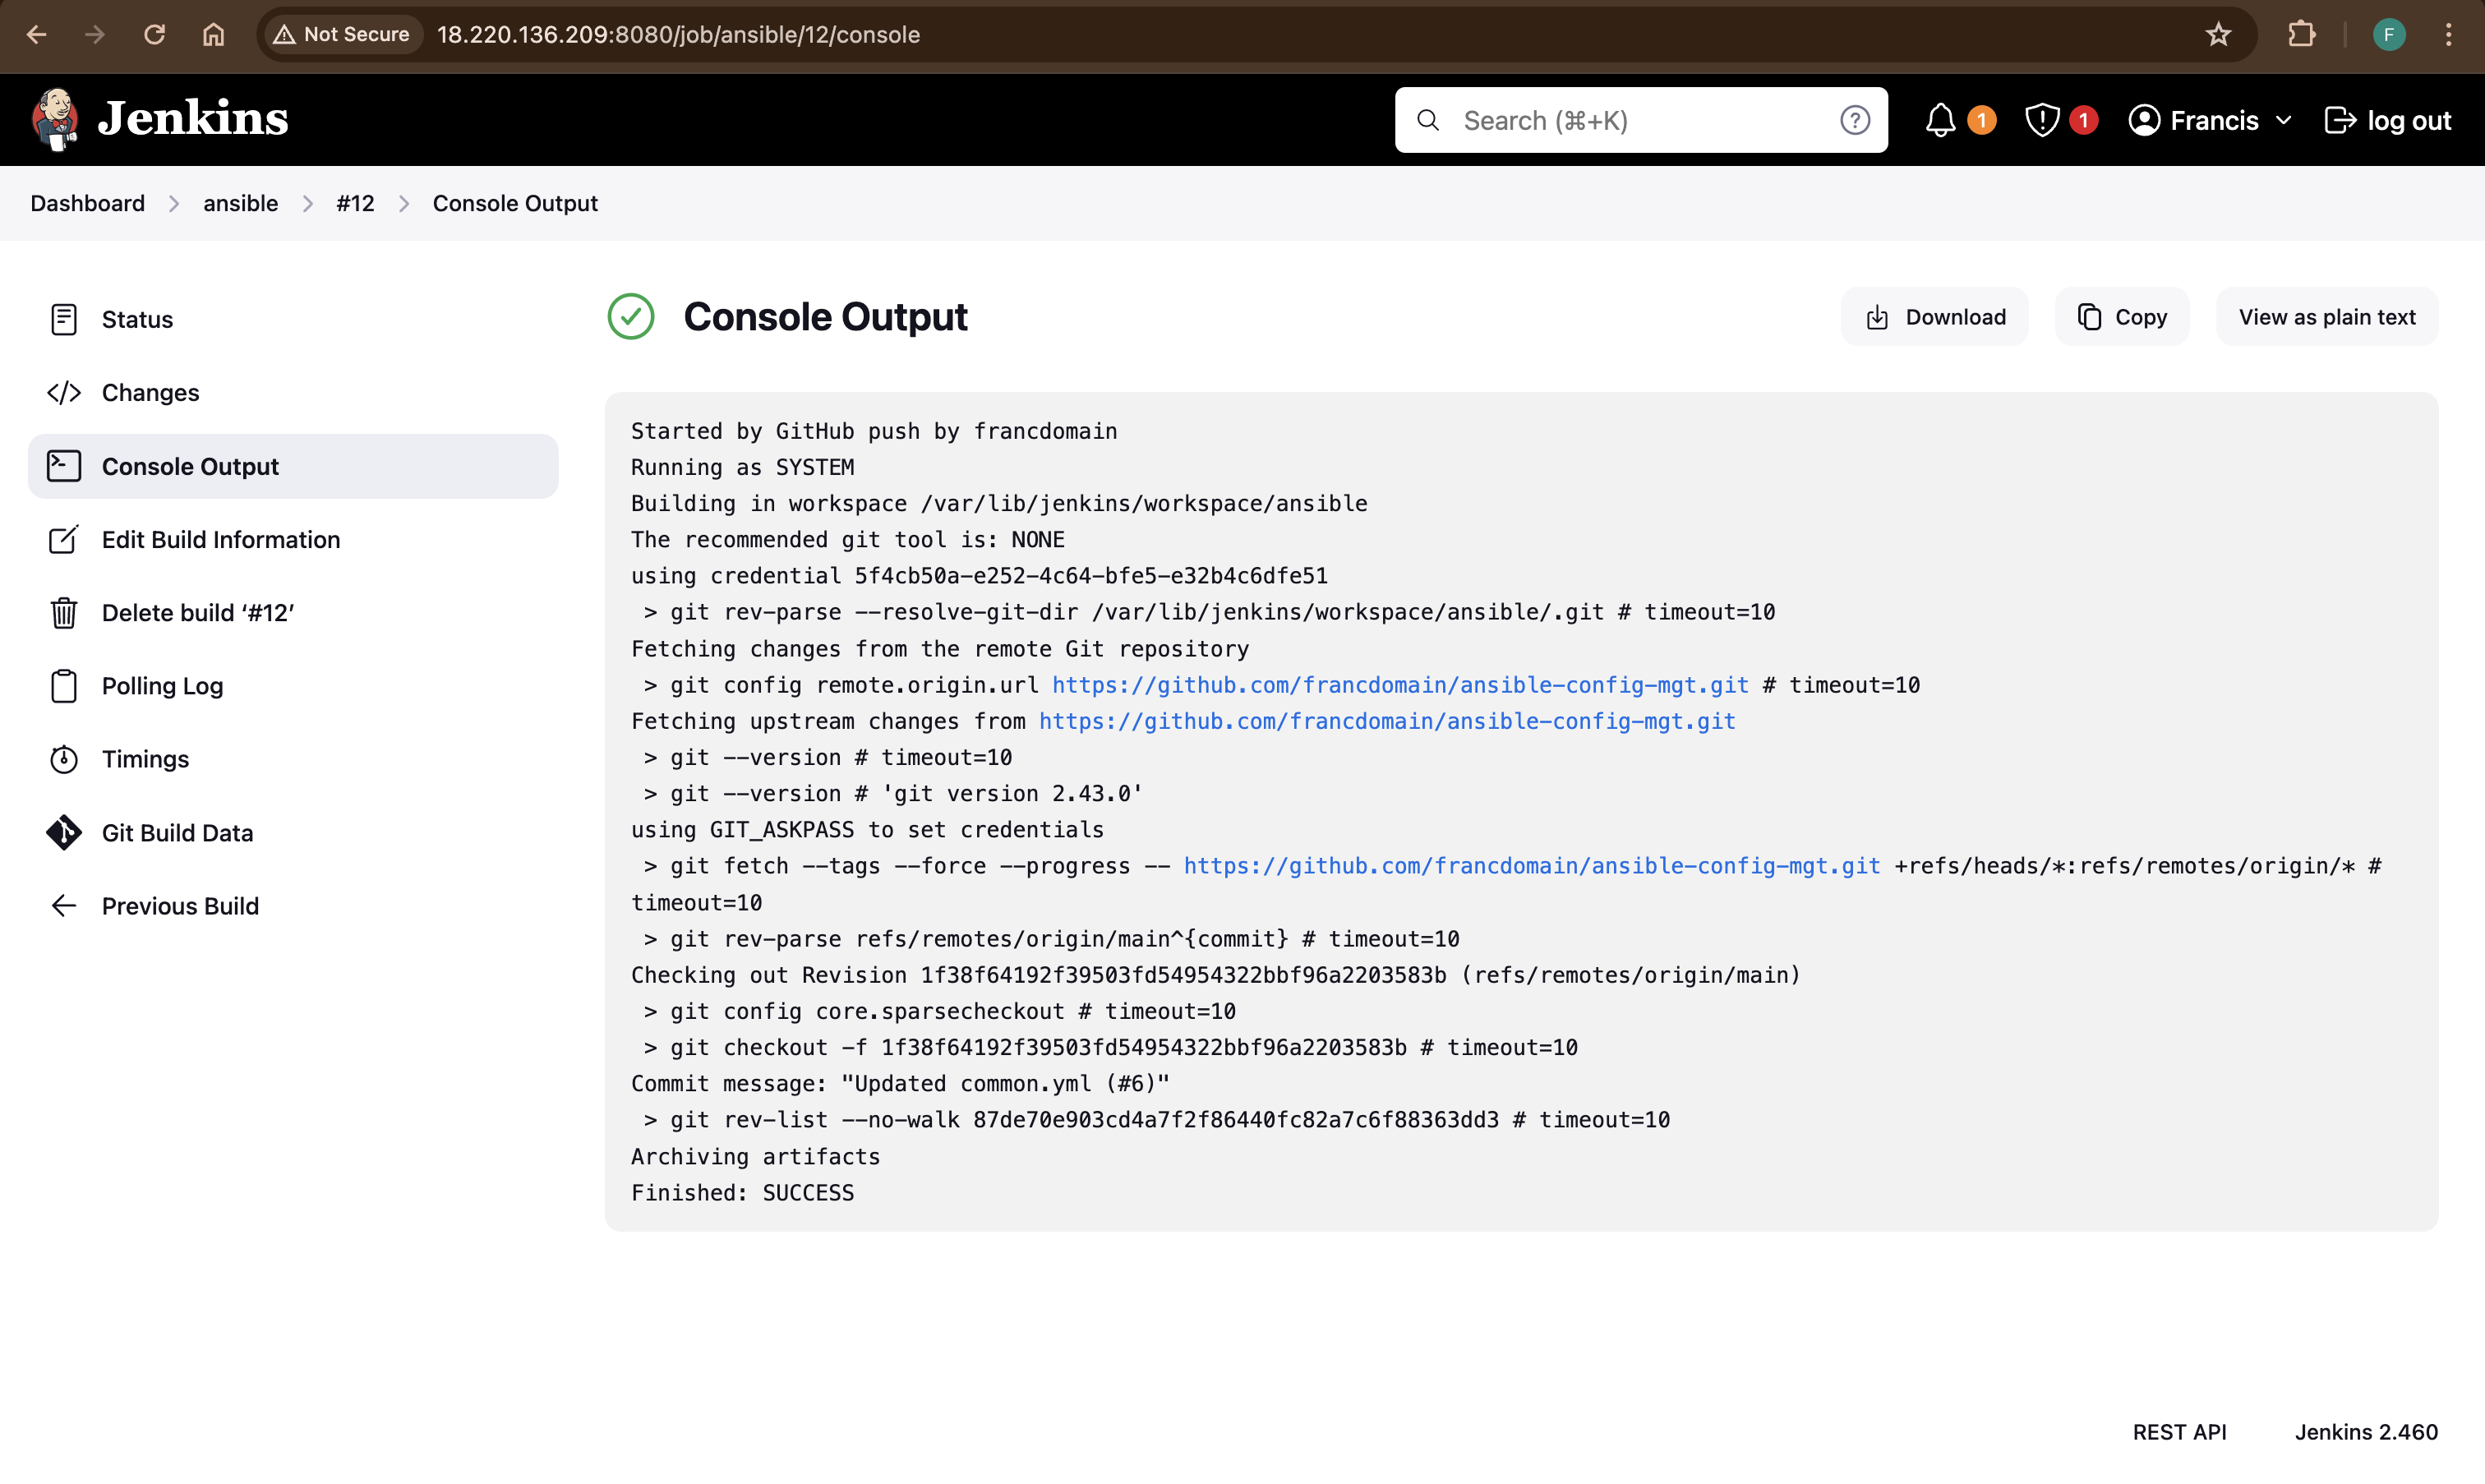 Not Secure 18.220.136.209:8080/job/ansible/12/console F
Jenkins Search (⌘+K) ? 1 1 Francis log out
Dashboard > ansible > #12 > Console Output
Status
Changes
Console Output
Edit Build Information
Delete build ‘#12’
Polling Log
Timings
Git Build Data
Previous Build
Console Output Download Copy View as plain text
Started by GitHub push by francdomain
Running as SYSTEM
Building in workspace /var/lib/jenkins/workspace/ansible
The recommended git tool is: NONE
using credential 5f4cb50a-e252-4c64-bfe5-e32b4c6dfe51
 > git rev-parse --resolve-git-dir /var/lib/jenkins/workspace/ansible/.git # timeout=10
Fetching changes from the remote Git repository
 > git config remote.origin.url https://github.com/francdomain/ansible-config-mgt.git # timeout=10
Fetching upstream changes from https://github.com/francdomain/ansible-config-mgt.git
 > git --version # timeout=10
 > git --version # 'git version 2.43.0'
using GIT_ASKPASS to set credentials
 > git fetch --tags --force --progress -- https://github.com/francdomain/ansible-config-mgt.git +refs/heads/*:refs/remotes/origin/* #
timeout=10
 > git rev-parse refs/remotes/origin/main^{commit} # timeout=10
Checking out Revision 1f38f64192f39503fd54954322bbf96a2203583b (refs/remotes/origin/main)
 > git config core.sparsecheckout # timeout=10
 > git checkout -f 1f38f64192f39503fd54954322bbf96a2203583b # timeout=10
Commit message: "Updated common.yml (#6)"
 > git rev-list --no-walk 87de70e903cd4a7f2f86440fc82a7c6f88363dd3 # timeout=10
Archiving artifacts
Finished: SUCCESS
REST API Jenkins 2.460